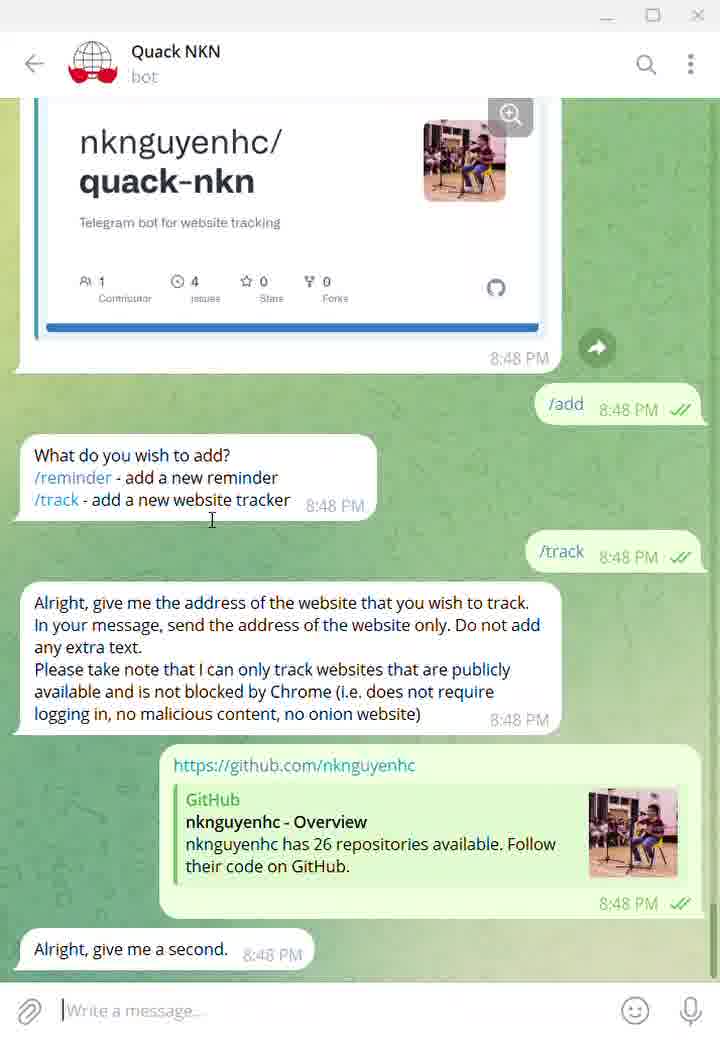 Quack NKN
bot
nknguyenhc/
quack-nkn
Telegram bot for website tracking
1
Contributor
4
Issues
0
Stars
0
Forks
8:48 PM
/add
8:48 PM
What do you wish to add?
/reminder - add a new reminder
/track - add a new website tracker
8:48 PM
/track
8:48 PM
Alright, give me the address of the website that you wish to track.
In your message, send the address of the website only. Do not add
any extra text.
Please take note that I can only track websites that are publicly
available and is not blocked by Chrome (i.e. does not require
logging in, no malicious content, no onion website)
8:48 PM
https://github.com/nknguyenhc
GitHub
nknguyenhc - Overview
nknguyenhc has 26 repositories available. Follow
their code on GitHub.
8:48 PM
Alright, give me a second.
8:48 PM
Write a message...